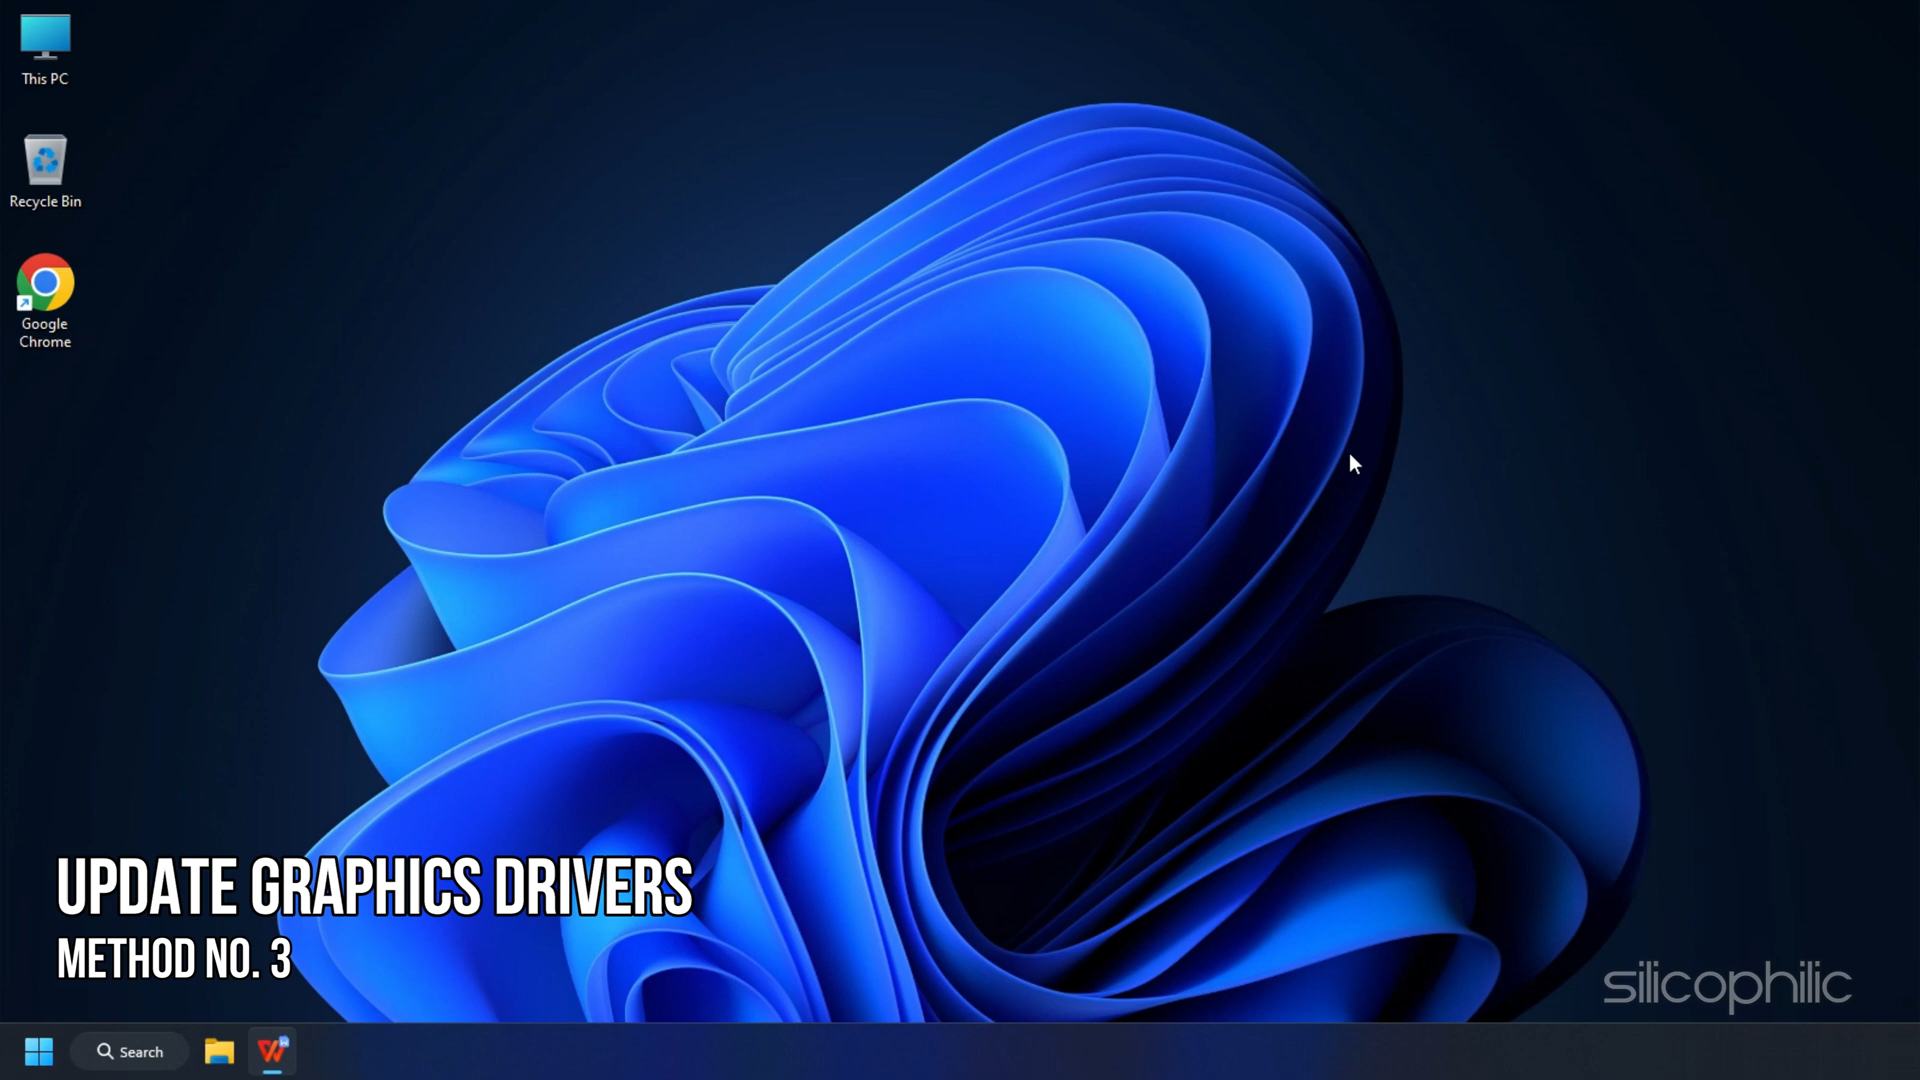 This PC
Recycle Bin
Google
Chrome
UPDATE GRAPHICS DRIVERS
METHOD NO. 3
silicophilic
Search